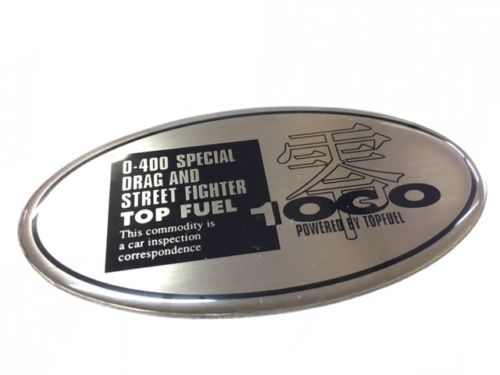 0-400 SPECIAL
DRAG AND
STREET FIGHTER
TOP FUEL
This commodity is
a car inspection
correspondence
零
1000
POWERED BY TOPFUEL